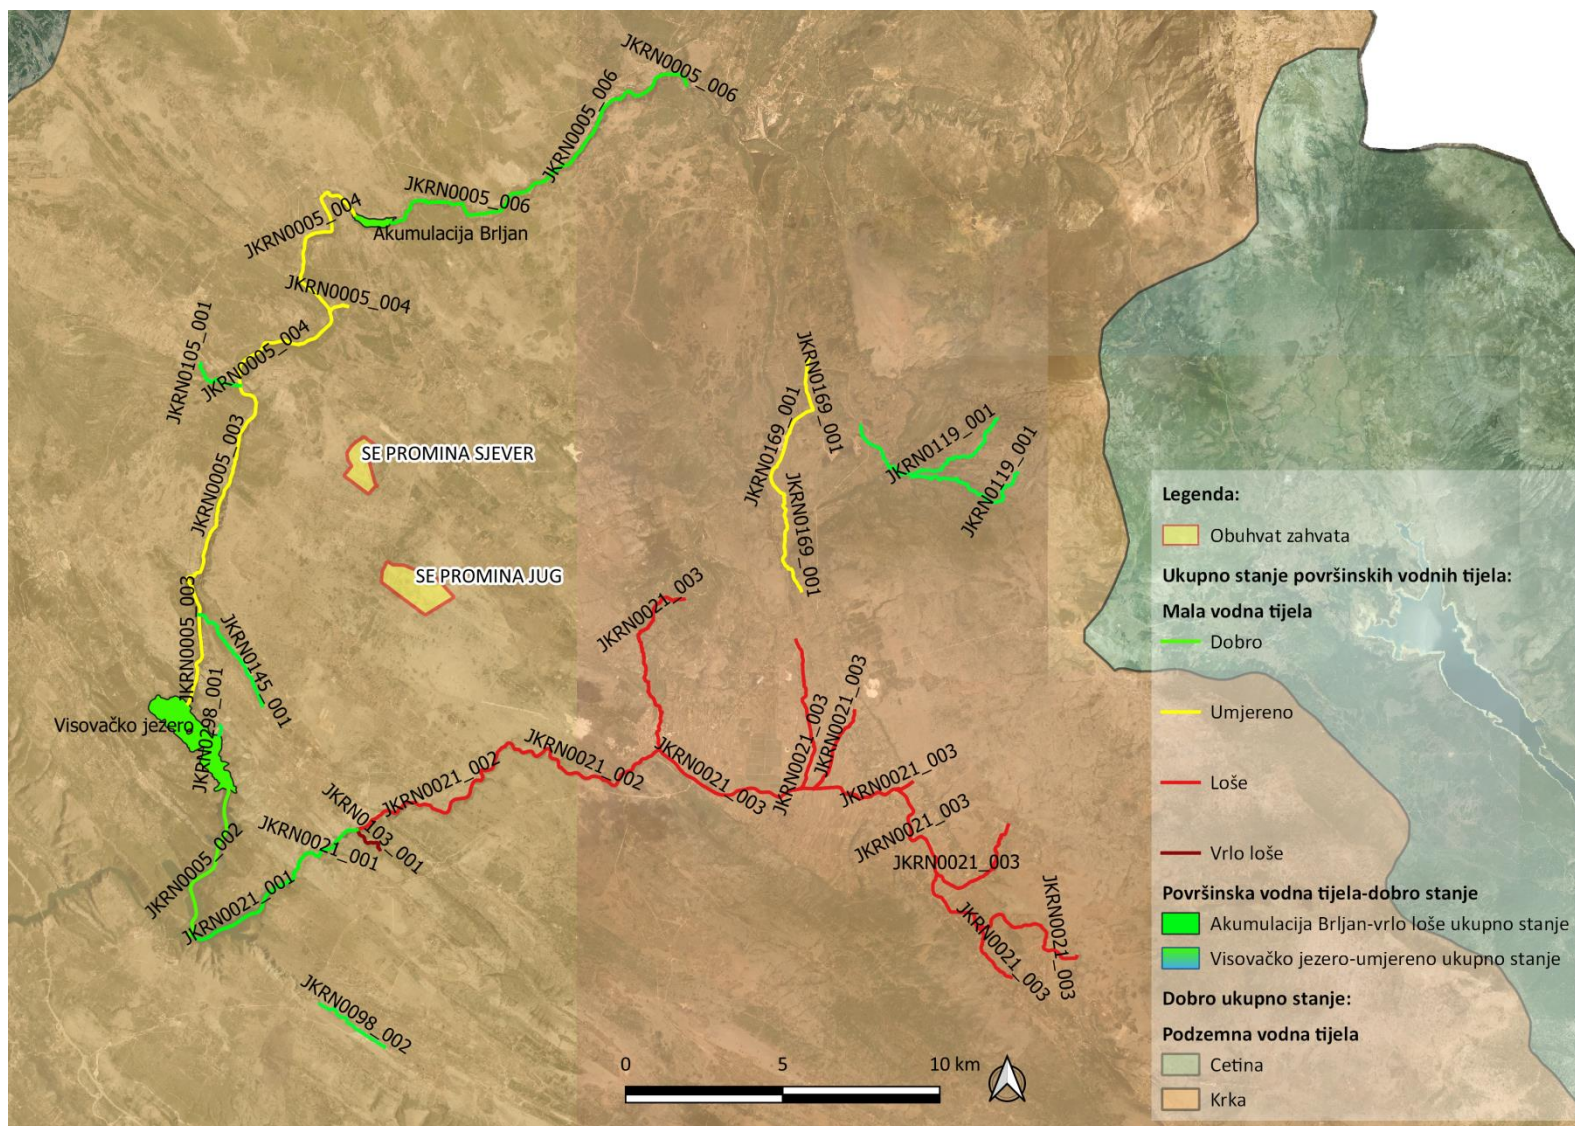 JKRN0005_006
JKRN0005_006
JKRN0005_006
JKRN0005_004
Akumulacija Brljan
JKRN0005_004
JKRN0105_001
JKRN0005_004
JKRN0005_003
SE PROMINA SJEVER
SE PROMINA JUG
JKRN0169_001
JKRN0169_001
JKRN0169_001
JKRN0119_001
JKRN0119_001
JKRN0021_003
JKRN0005_003
JKRN0145_001
JKRN0298_001
Visovačko jezero
JKRN0021_002
JKRN0021_002
JKRN0021_003
JKRN0021_003
JKRN0021_003
JKRN0021_003
JKRN0103_001
JKRN0021_001
JKRN0005_002
JKRN0021_001
JKRN0021_003
JKRN0021_003
JKRN0021_003
JKRN0021_003
JKRN0098_002
0 5 10 km
Legenda:
Obuhvat zahvata
Ukupno stanje površinskih vodnih tijela:
Mala vodna tijela
Dobro
Umjereno
Loše
Vrlo loše
Površinska vodna tijela-dobro stanje
Akumulacija Brljan-vrlo loše ukupno stanje
Visovačko jezero-umjereno ukupno stanje
Dobro ukupno stanje:
Podzemna vodna tijela
Cetina
Krka